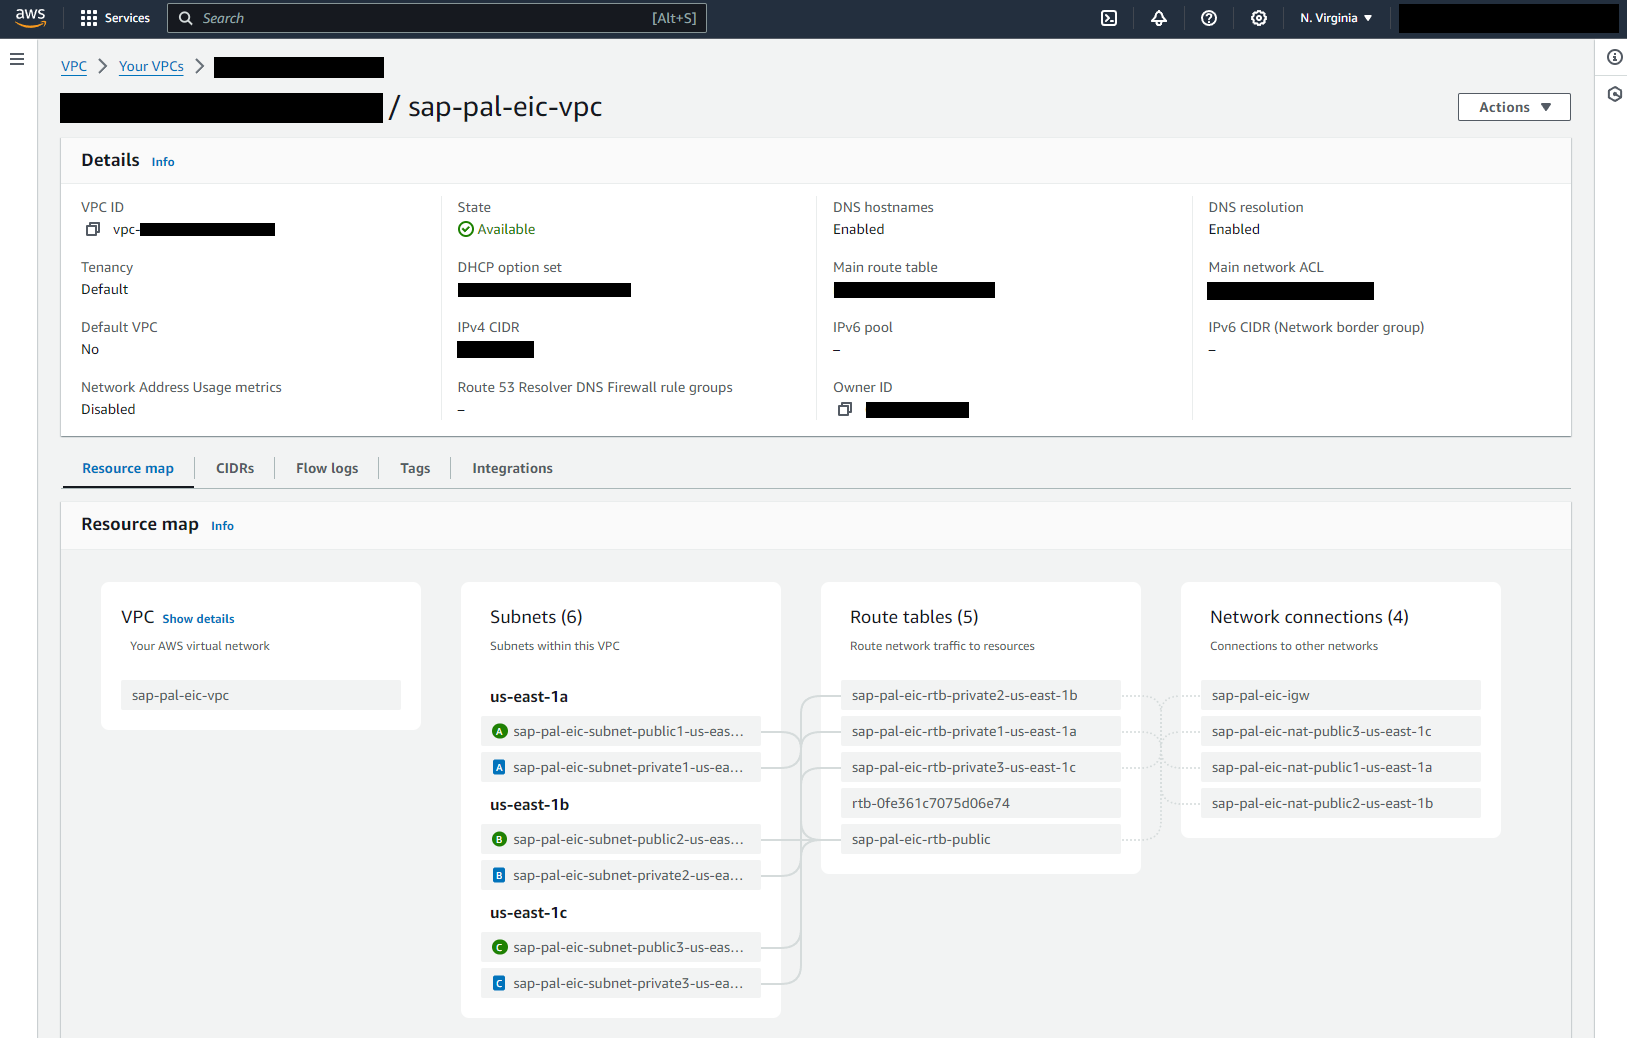 aws
Services
Search
[Alt+S]
N. Virginia
VPC
Your VPCs
/ sap-pal-eic-vpc
Actions
Details Info
VPC ID
vpc-
State
Available
DNS hostnames
Enabled
DNS resolution
Enabled
Tenancy
Default
DHCP option set
Main route table
Main network ACL
Default VPC
No
IPv4 CIDR
IPv6 pool
–
IPv6 CIDR (Network border group)
–
Network Address Usage metrics
Disabled
Route 53 Resolver DNS Firewall rule groups
–
Owner ID
Resource map
CIDRs
Flow logs
Tags
Integrations
Resource map Info
VPC Show details
Your AWS virtual network
sap-pal-eic-vpc
Subnets (6)
Subnets within this VPC
us-east-1a
A sap-pal-eic-subnet-public1-us-eas...
A sap-pal-eic-subnet-private1-us-ea...
us-east-1b
B sap-pal-eic-subnet-public2-us-eas...
B sap-pal-eic-subnet-private2-us-ea...
us-east-1c
C sap-pal-eic-subnet-public3-us-eas...
C sap-pal-eic-subnet-private3-us-ea...
Route tables (5)
Route network traffic to resources
sap-pal-eic-rtb-private2-us-east-1b
sap-pal-eic-rtb-private1-us-east-1a
sap-pal-eic-rtb-private3-us-east-1c
rtb-0fe361c7075d06e74
sap-pal-eic-rtb-public
Network connections (4)
Connections to other networks
sap-pal-eic-igw
sap-pal-eic-nat-public3-us-east-1c
sap-pal-eic-nat-public1-us-east-1a
sap-pal-eic-nat-public2-us-east-1b